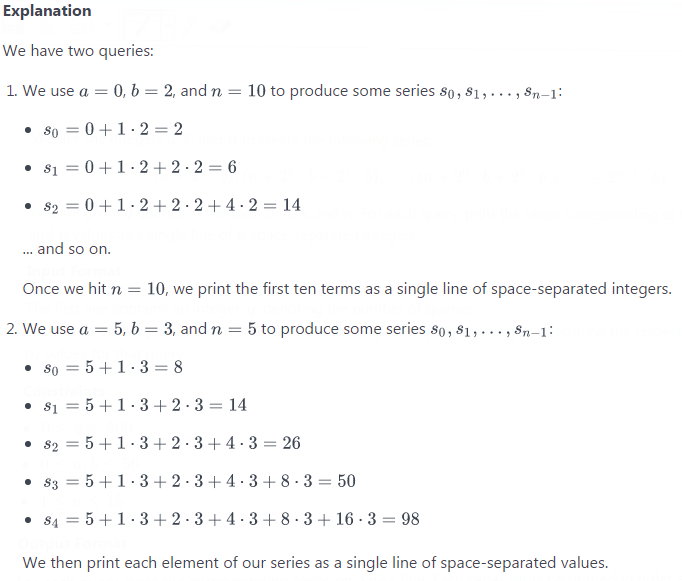 Explanation
We have two queries:
1. We use a = 0, b = 2, and n = 10 to produce some series s₀, s₁, . . . , sₙ₋₁:
• s₀ = 0 + 1 · 2 = 2
• s₁ = 0 + 1 · 2 + 2 · 2 = 6
• s₂ = 0 + 1 · 2 + 2 · 2 + 4 · 2 = 14
... and so on.
Once we hit n = 10, we print the first ten terms as a single line of space-separated integers.
2. We use a = 5, b = 3, and n = 5 to produce some series s₀, s₁, . . . , sₙ₋₁:
• s₀ = 5 + 1 · 3 = 8
• s₁ = 5 + 1 · 3 + 2 · 3 = 14
• s₂ = 5 + 1 · 3 + 2 · 3 + 4 · 3 = 26
• s₃ = 5 + 1 · 3 + 2 · 3 + 4 · 3 + 8 · 3 = 50
• s₄ = 5 + 1 · 3 + 2 · 3 + 4 · 3 + 8 · 3 + 16 · 3 = 98
We then print each element of our series as a single line of space-separated values.